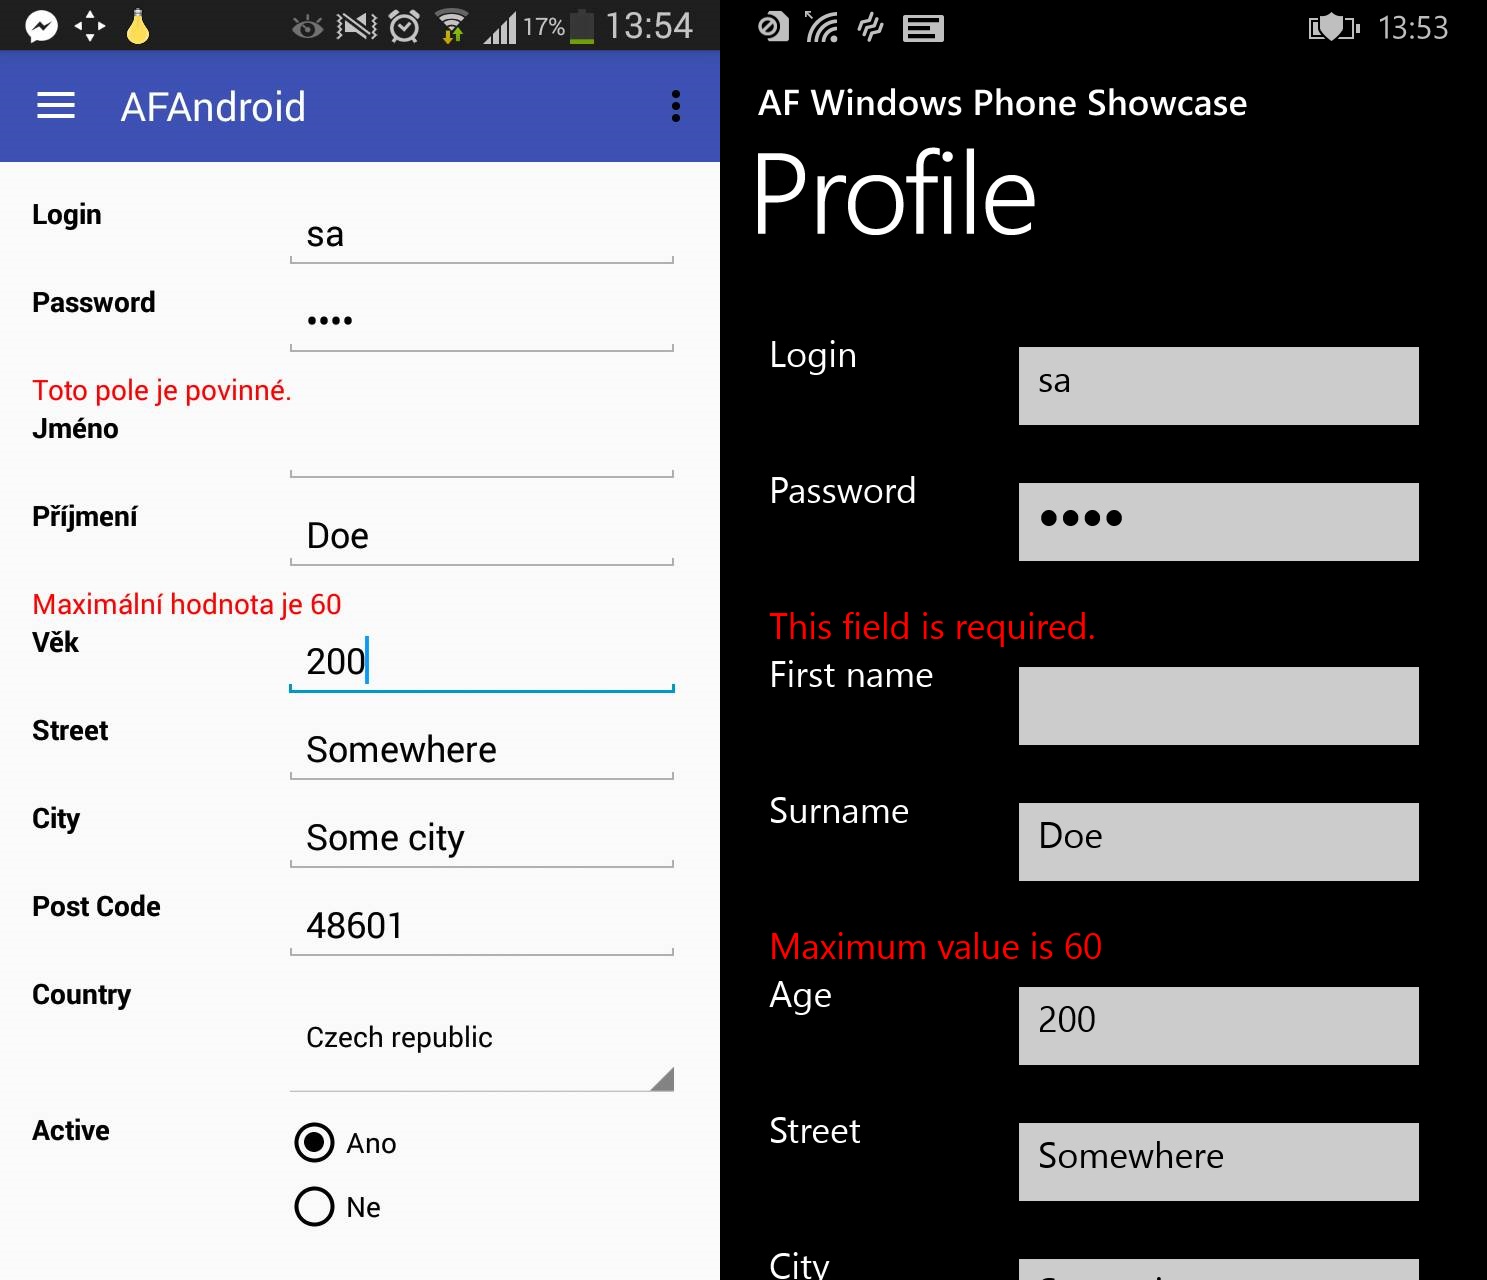 17% 13:54
AFAndroid
Login
sa
Password
••••
Toto pole je povinné.
Jméno
Příjmení
Doe
Maximální hodnota je 60
Věk
200
Street
Somewhere
City
Some city
Post Code
48601
Country
Czech republic
Active
Ano
Ne
13:53
AF Windows Phone Showcase
Profile
Login
sa
Password
••••
This field is required.
First name
Surname
Doe
Maximum value is 60
Age
200
Street
Somewhere
City